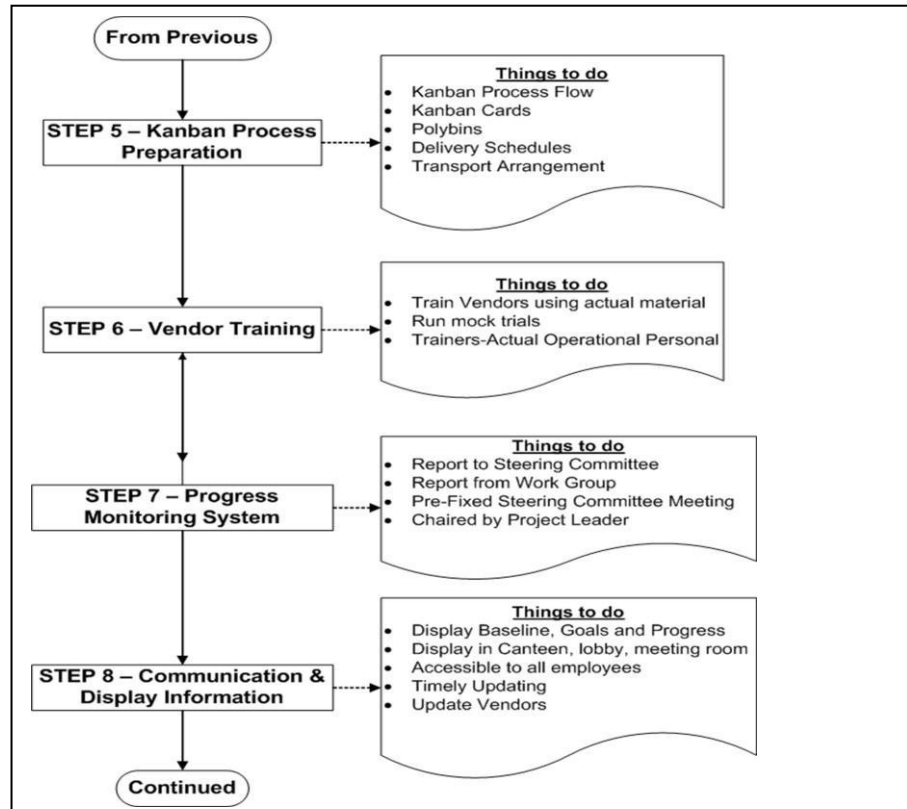 From Previous
STEP 5 – Kanban Process
Preparation
Things to do
• Kanban Process Flow
• Kanban Cards
• Polybins
• Delivery Schedules
• Transport Arrangement
STEP 6 – Vendor Training
Things to do
• Train Vendors using actual material
• Run mock trials
• Trainers-Actual Operational Personal
STEP 7 – Progress
Monitoring System
Things to do
• Report to Steering Committee
• Report from Work Group
• Pre-Fixed Steering Committee Meeting
• Chaired by Project Leader
STEP 8 – Communication &
Display Information
Things to do
• Display Baseline, Goals and Progress
• Display in Canteen, lobby, meeting room
• Accessible to all employees
• Timely Updating
• Update Vendors
Continued